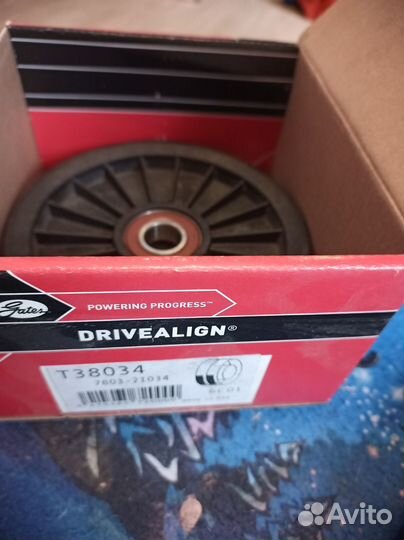 Gates
POWERING PROGRESS™
DRIVEALIGN®
T38034
7803-21034
Avito